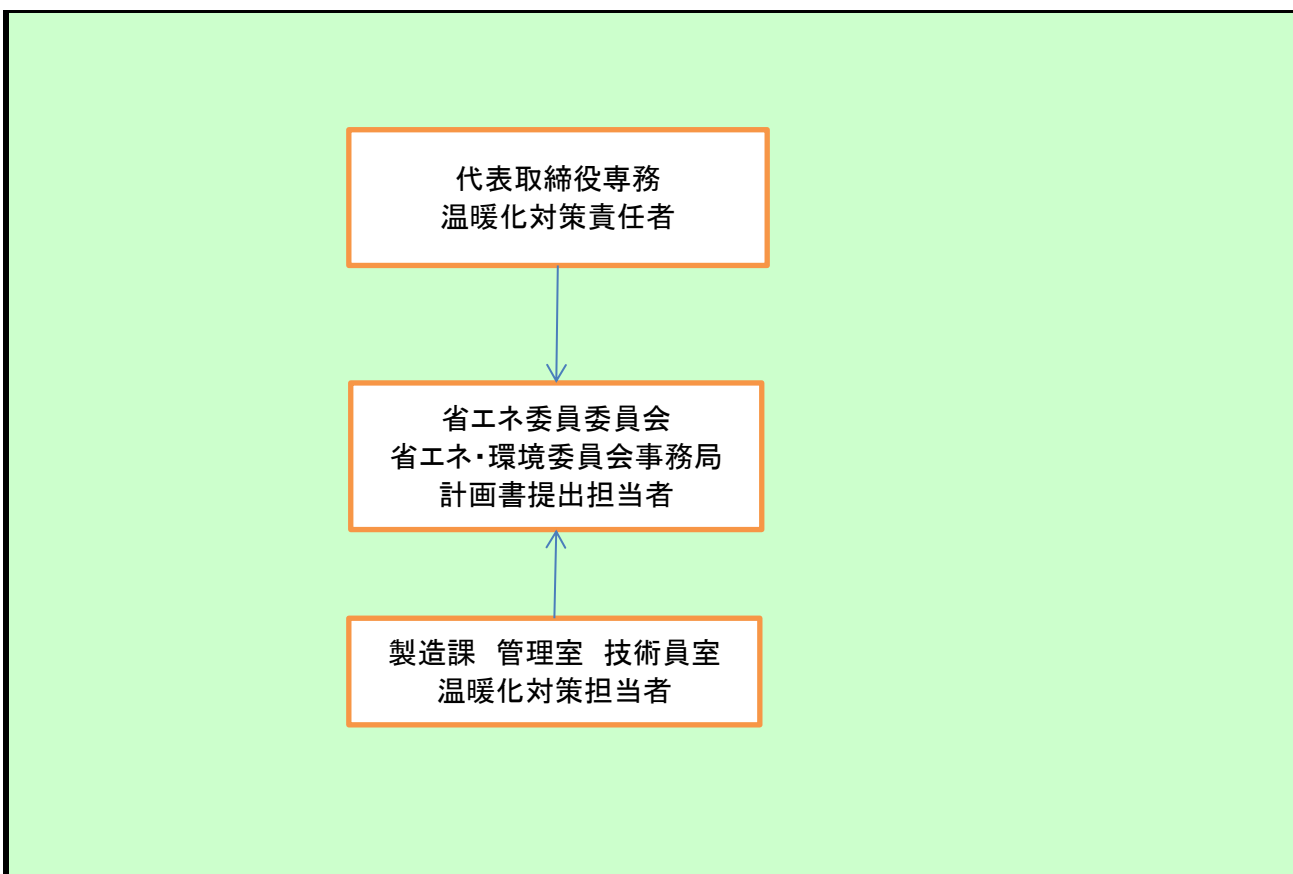 代表取締役専務
温暖化対策責任者
省エネ委員委員会
省エネ・環境委員会事務局
計画書提出担当者
製造課　管理室　技術員室
温暖化対策担当者